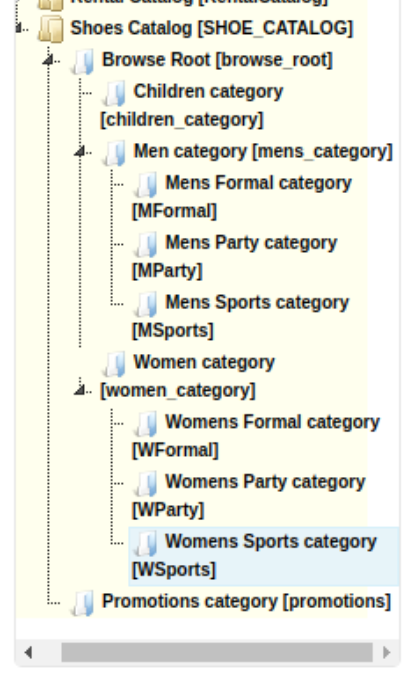 Rental Catalog [RentalCatalog]
Shoes Catalog [SHOE_CATALOG]
Browse Root [browse_root]
Children category
[children_category]
Men category [mens_category]
Mens Formal category
[MFormal]
Mens Party category
[MParty]
Mens Sports category
[MSports]
Women category
[women_category]
Womens Formal category
[WFormal]
Womens Party category
[WParty]
Womens Sports category
[WSports]
Promotions category [promotions]